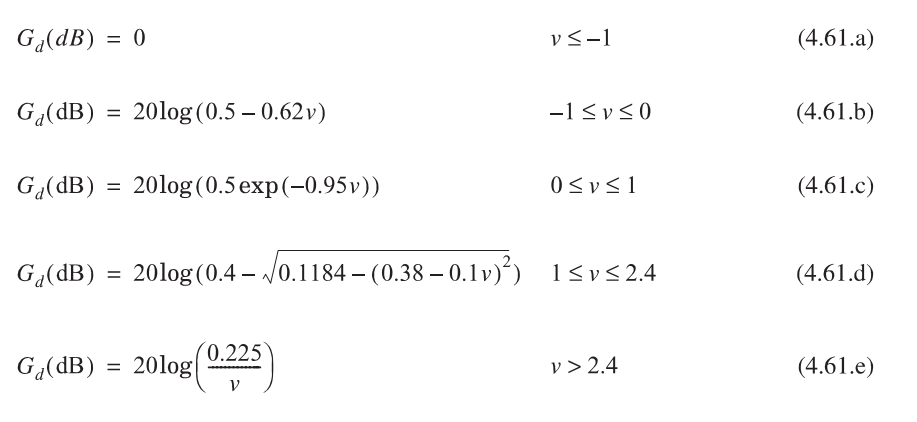 G_d(dB) = 0 v ≤ −1 (4.61.a)
G_d(dB) = 20log(0.5 − 0.62v) −1 ≤ v ≤ 0 (4.61.b)
G_d(dB) = 20log(0.5exp(−0.95v)) 0 ≤ v ≤ 1 (4.61.c)
G_d(dB) = 20log(0.4 − √(0.1184 − (0.38 − 0.1v)²)) 1 ≤ v ≤ 2.4 (4.61.d)
G_d(dB) = 20log(0.225/v) v > 2.4 (4.61.e)